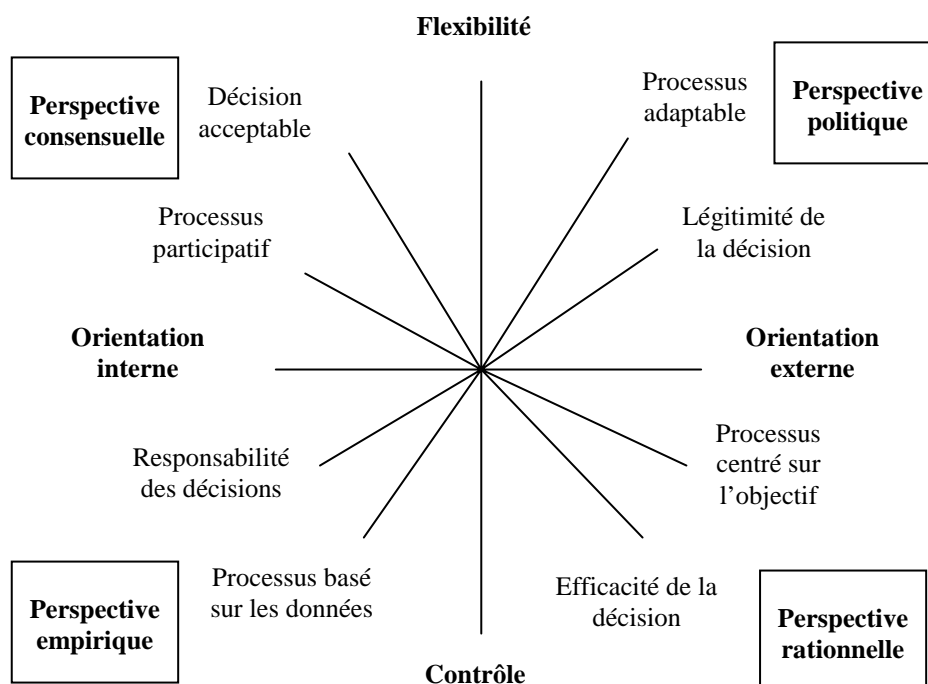 Flexibilité
Perspective
consensuelle
Décision
acceptable
Processus
adaptable
Perspective
politique
Processus
participatif
Légitimité de
la décision
Orientation
interne
Orientation
externe
Responsabilité
des décisions
Processus
centré sur
l’objectif
Perspective
empirique
Processus basé
sur les données
Efficacité de la
décision
Perspective
rationnelle
Contrôle